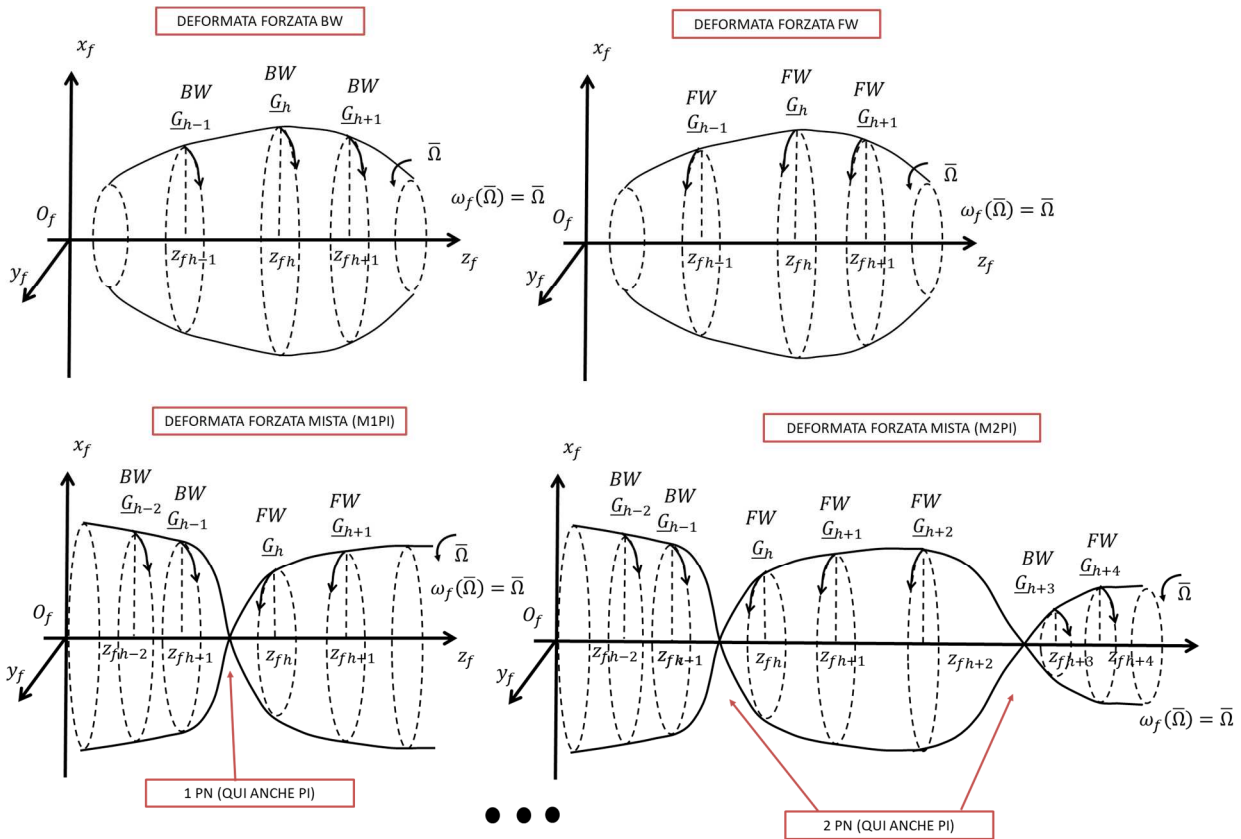 DEFORMATA FORZATA BW
x_f
BW
BW
BW
G_{h-1}
G_h
G_{h+1}
Ω̅
ω_f(Ω̅) = Ω̅
O_f
z_{fh-1}
z_{fh}
z_{fh+1}
z_f
y_f
DEFORMATA FORZATA FW
x_f
FW
FW
FW
G_{h-1}
G_h
G_{h+1}
Ω̅
ω_f(Ω̅) = Ω̅
O_f
z_{fh-1}
z_{fh}
z_{fh+1}
z_f
y_f
DEFORMATA FORZATA MISTA (M1PI)
x_f
BW
G_{h-2}
BW
G_{h-1}
FW
G_h
FW
G_{h+1}
Ω̅
ω_f(Ω̅) = Ω̅
O_f
z_{fh-2}
z_{fh+1}
z_{fh}
z_{fh+1}
z_f
y_f
1 PN (QUI ANCHE PI)
DEFORMATA FORZATA MISTA (M2PI)
x_f
BW
G_{h-2}
BW
G_{h-1}
FW
G_h
FW
G_{h+1}
FW
G_{h+2}
BW
G_{h+3}
FW
G_{h+4}
Ω̅
O_f
z_{fh-2}
z_{fh+1}
z_{fh}
z_{fh+1}
z_{fh+2}
z_{fh+3}
z_{fh+4}
y_f
ω_f(Ω̅) = Ω̅
2 PN (QUI ANCHE PI)